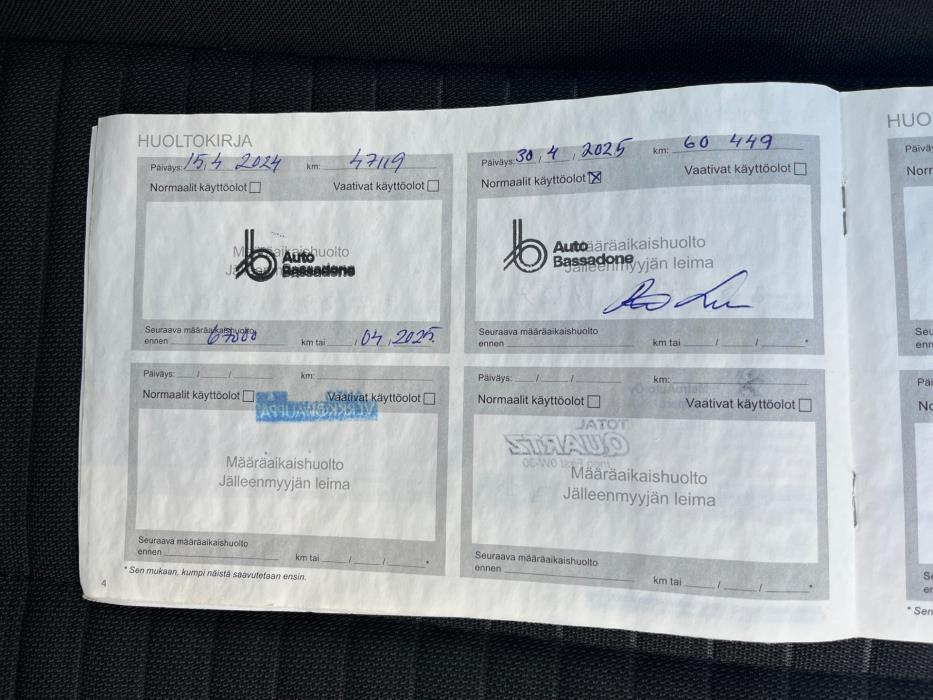 HUOLTOKIRJA
Päiväys: 15,4 2024 km: 47119
Normaalit käyttöolot Vaativat käyttöolot
Määräaikaishuolto
Auto
Bassadone
Seuraava määräaikaishuolto
ennen 67000 km tai / 04 , 2025.
Päiväys: 30 , 4 , 2025 km: 60 449
Normaalit käyttöolot Vaativat käyttöolot
Määräaikaishuolto
Auto
Jälleenmyyjän leima
Bassadone
Seuraava määräaikaishuolto
ennen km tai / / *
Päiväys: / / km:
Normaalit käyttöolot Vaativat käyttöolot
Määräaikaishuolto
Jälleenmyyjän leima
Seuraava määräaikaishuolto
ennen km tai / / *
Päiväys: / / km:
Normaalit käyttöolot Vaativat käyttöolot
TOTAL
QUARTZ
Määräaikaishuolto
Jälleenmyyjän leima
Seuraava määräaikaishuolto
ennen km tai / / *
* Sen mukaan, kumpi näistä saavutetaan ensin.
4
HUO
* Sen